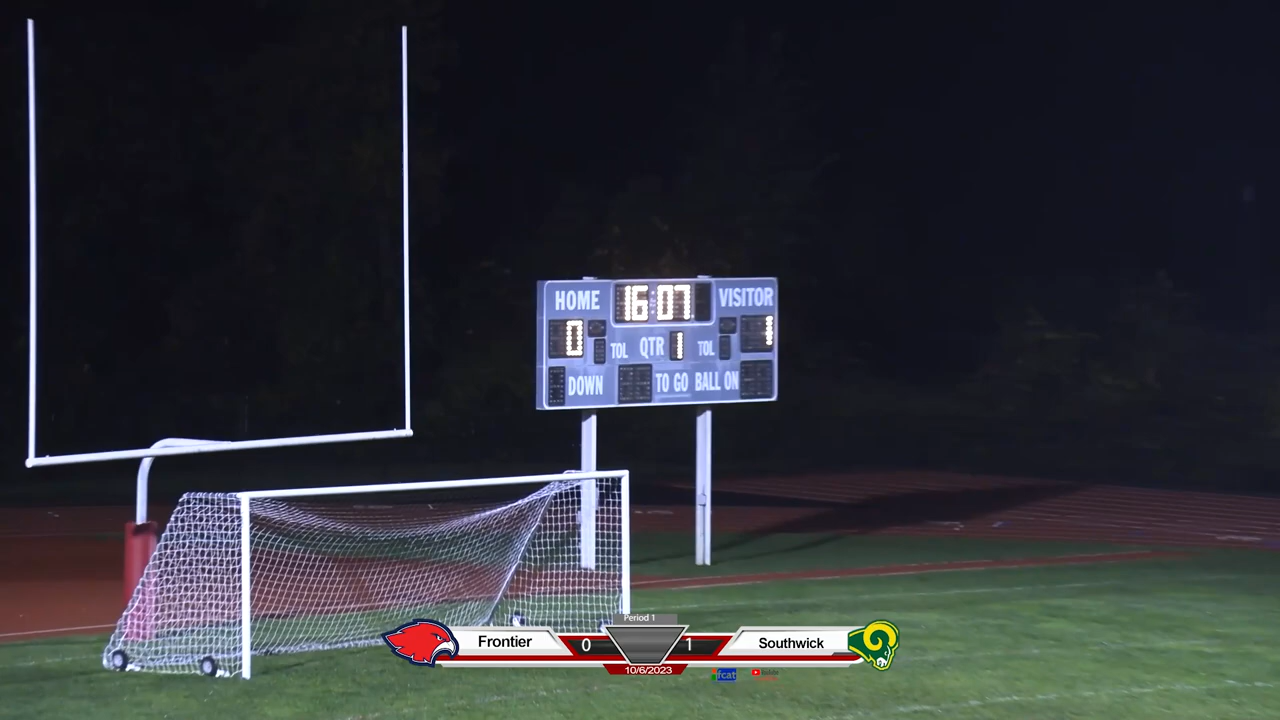 HOME 16:07 VISITOR
0 TOL QTR 1 TOL 1
DOWN TO GO BALL ON
Period 1
Frontier 0 1 Southwick
10/6/2023
fcat